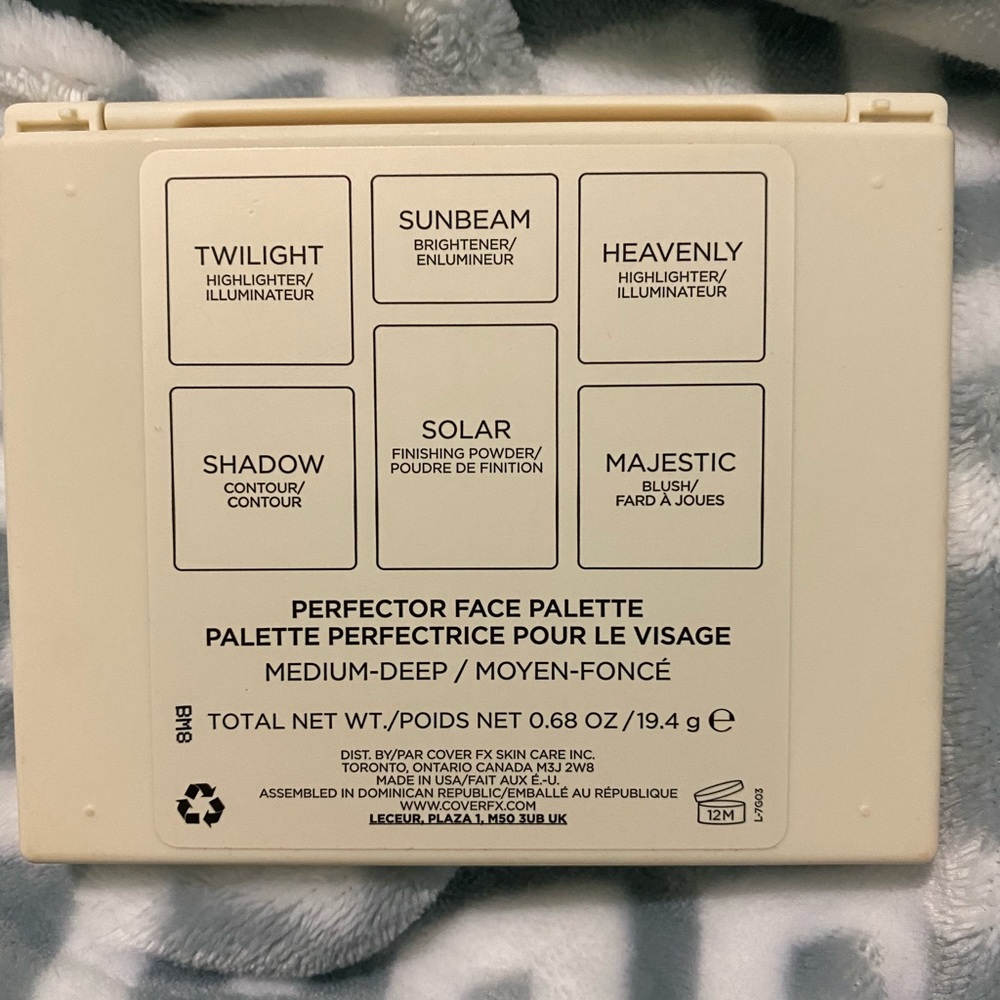 TWILIGHT
HIGHLIGHTER/
ILLUMINATEUR
SUNBEAM
BRIGHTENER/
ENLUMINEUR
HEAVENLY
HIGHLIGHTER/
ILLUMINATEUR
SHADOW
CONTOUR/
CONTOUR
SOLAR
FINISHING POWDER/
POUDRE DE FINITION
MAJESTIC
BLUSH/
FARD À JOUES
PERFECTOR FACE PALETTE
PALETTE PERFECTRICE POUR LE VISAGE
MEDIUM-DEEP / MOYEN-FONCÉ
BM8
TOTAL NET WT./POIDS NET 0.68 OZ /19.4 g ℮
DIST. BY/PAR COVER FX SKIN CARE INC.
TORONTO, ONTARIO CANADA M3J 2W8
MADE IN USA/FAIT AUX É.-U.
ASSEMBLED IN DOMINICAN REPUBLIC/EMBALLÉ AU RÉPUBLIQUE
WWW.COVERFX.COM
LECEUR, PLAZA 1, M50 3UB UK
12M
L-7G03